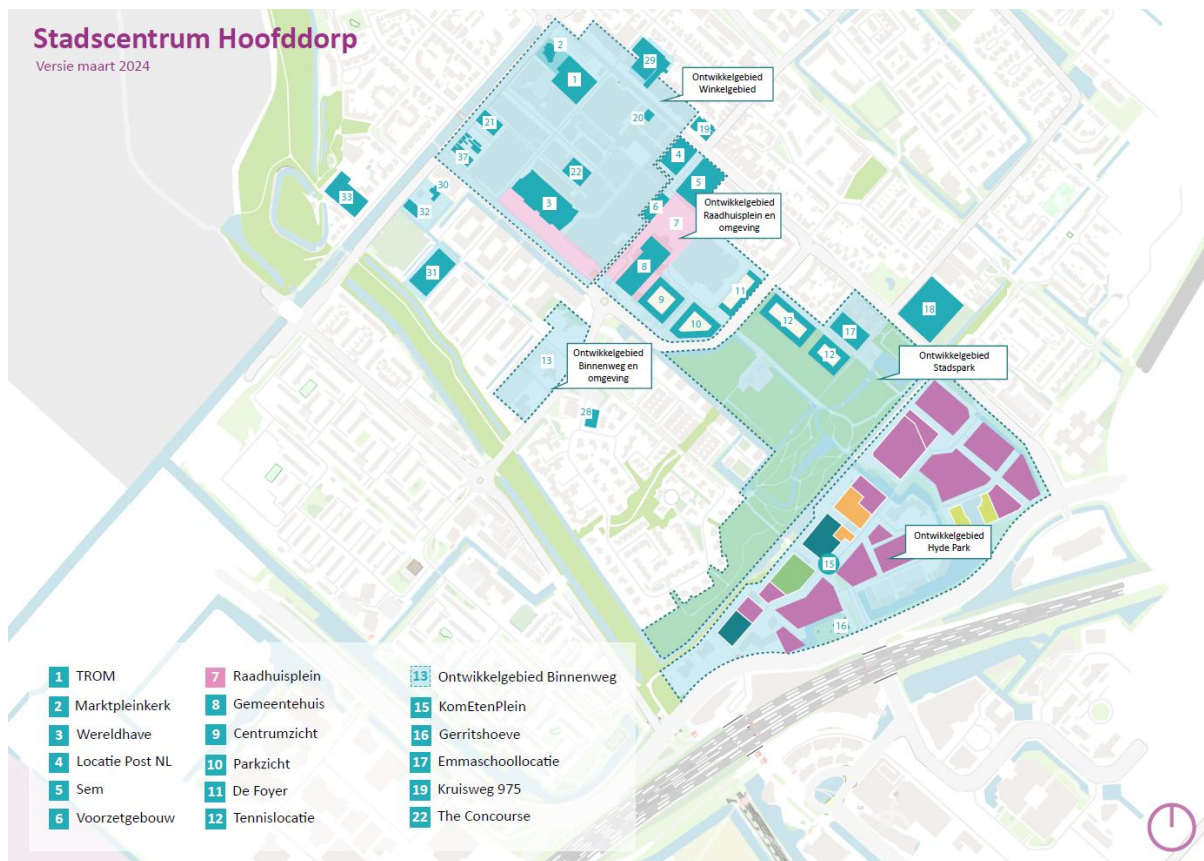 Stadscentrum Hoofddorp
Versie maart 2024
2
1
29
Ontwikkelgebied
Winkelgebied
21
20
19
37
4
22
5
33
30
32
3
6
7
Ontwikkelgebied
Raadhuisplein en
omgeving
31
8
11
9
10
12
17
18
12
13
Ontwikkelgebied
Binnenweg en
omgeving
Ontwikkelgebied
Stadspark
28
Ontwikkelgebied
Hyde Park
15
16
1 TROM
2 Marktpleinkerk
3 Wereldhave
4 Locatie Post NL
5 Sem
6 Voorzetgebouw
7 Raadhuisplein
8 Gemeentehuis
9 Centrumzicht
10 Parkzicht
11 De Foyer
12 Tennislocatie
13 Ontwikkelgebied Binnenweg
15 KomEtenPlein
16 Gerritshoeve
17 Emmaschoollocatie
19 Kruisweg 975
22 The Concourse